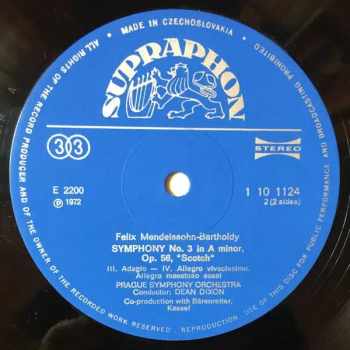 MADE IN CZECHOSLOVAKIA
ALL RIGHTS OF THE RECORD PRODUCER AND OF THE OWNER OF THE WORK RESERVED. REPRODUCTION, USE OF THIS DISC FOR PUBLIC PERFORMANCE AND BROADCASTING PROHIBITED
SUPRAPHON
33
STEREO
E 2200
℗ 1972
1 10 1124
2 (2 sides)
Felix Mendelssohn-Bartholdy
SYMPHONY No. 3 in A minor,
Op. 56, "Scotch"
III. Adagio – IV. Allegro vivacissimo.
Allegro maestoso assai
PRAGUE SYMPHONY ORCHESTRA
Conductor: DEAN DIXON
Co-production with Bärenreiter,
Kassel